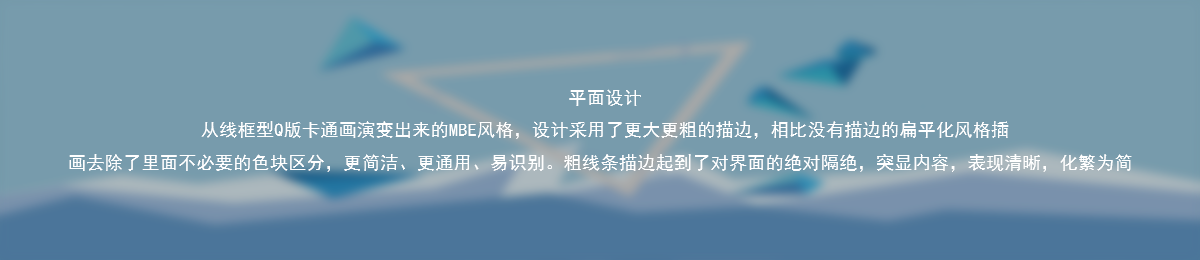 平面设计
从线框型Q版卡通画演变出来的MBE风格，设计采用了更大更粗的描边，相比没有描边的扁平化风格插
画去除了里面不必要的色块区分，更简洁、更通用、易识别。粗线条描边起到了对界面的绝对隔绝，突显内容，表现清晰，化繁为简